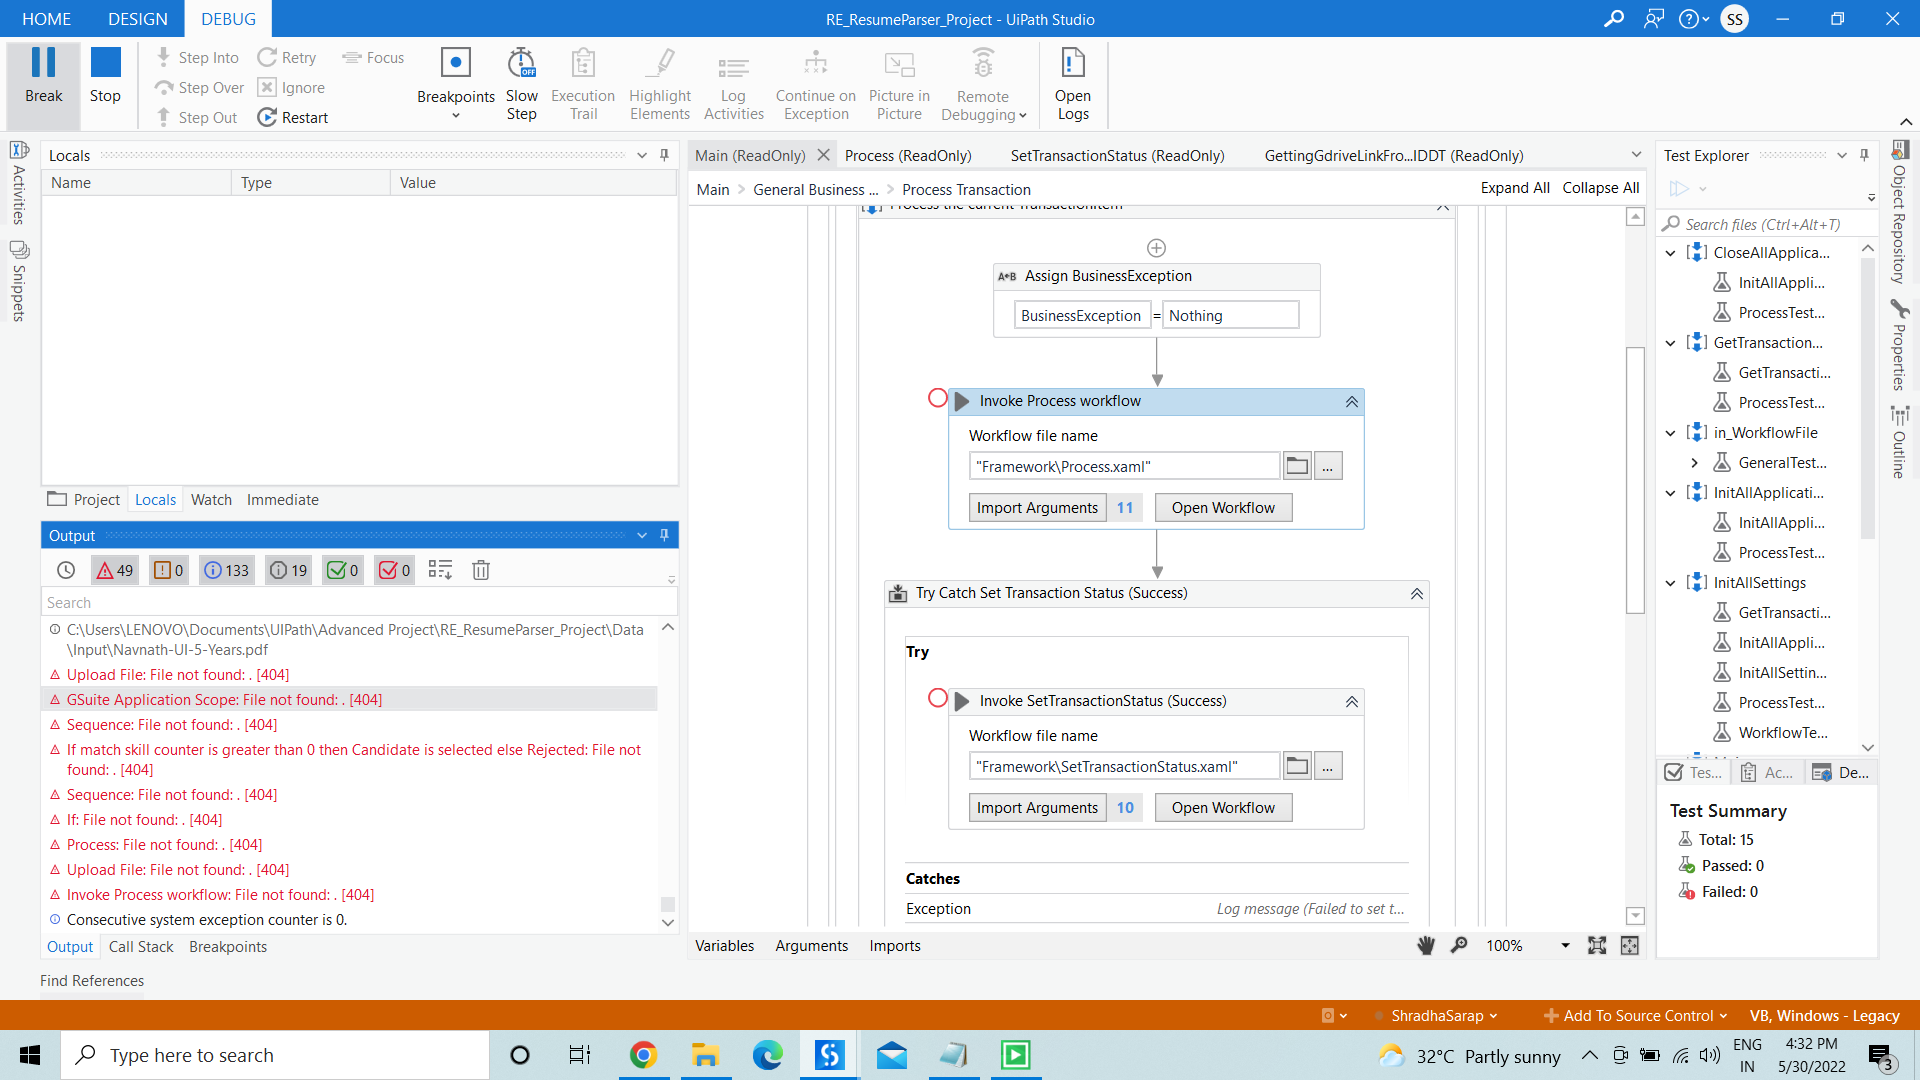 HOME DESIGN DEBUG
RE_ResumeParser_Project - UiPath Studio
SS
Break
Stop
Step Into
Step Over
Step Out
Retry
Ignore
Restart
Focus
Breakpoints
Slow
Step
OFF
Execution
Trail
Highlight
Elements
Log
Activities
Continue on
Exception
Picture in
Picture
Remote
Debugging
Open
Logs
Activities
Snippets
Locals
Name Type Value
Project Locals Watch Immediate
Output
49 0 133 19 0 0
Search
C:\Users\LENOVO\Documents\UIPath\Advanced Project\RE_ResumeParser_Project\Data
\Input\Navnath-UI-5-Years.pdf
Upload File: File not found: . [404]
GSuite Application Scope: File not found: . [404]
Sequence: File not found: . [404]
If match skill counter is greater than 0 then Candidate is selected else Rejected: File not
found: . [404]
Sequence: File not found: . [404]
If: File not found: . [404]
Process: File not found: . [404]
Upload File: File not found: . [404]
Invoke Process workflow: File not found: . [404]
Consecutive system exception counter is 0.
Output Call Stack Breakpoints
Find References
Main (ReadOnly) Process (ReadOnly) SetTransactionStatus (ReadOnly) GettingGdriveLinkFro...IDDT (ReadOnly)
Main > General Business ... > Process Transaction
Expand All Collapse All
Process the current TransactionItem
A←B Assign BusinessException
BusinessException = Nothing
Invoke Process workflow
Workflow file name
"Framework\Process.xaml"
...
Import Arguments 11 Open Workflow
Try Catch Set Transaction Status (Success)
Try
Invoke SetTransactionStatus (Success)
Workflow file name
"Framework\SetTransactionStatus.xaml"
...
Import Arguments 10 Open Workflow
Catches
Exception Log message (Failed to set t...
Variables Arguments Imports
100%
Test Explorer
Search files (Ctrl+Alt+T)
CloseAllApplica...
InitAllAppli...
ProcessTest...
GetTransaction...
GetTransacti...
ProcessTest...
in_WorkflowFile
GeneralTest...
InitAllApplicati...
InitAllAppli...
ProcessTest...
InitAllSettings
GetTransacti...
InitAllAppli...
InitAllSettin...
ProcessTest...
WorkflowTe...
Tes... Ac... De...
Test Summary
Total: 15
Passed: 0
Failed: 0
Object Repository
Properties
Outline
0
ShradhaSarap
Add To Source Control
VB, Windows - Legacy
Type here to search
32°C Partly sunny
ENG
IN
4:32 PM
5/30/2022
3